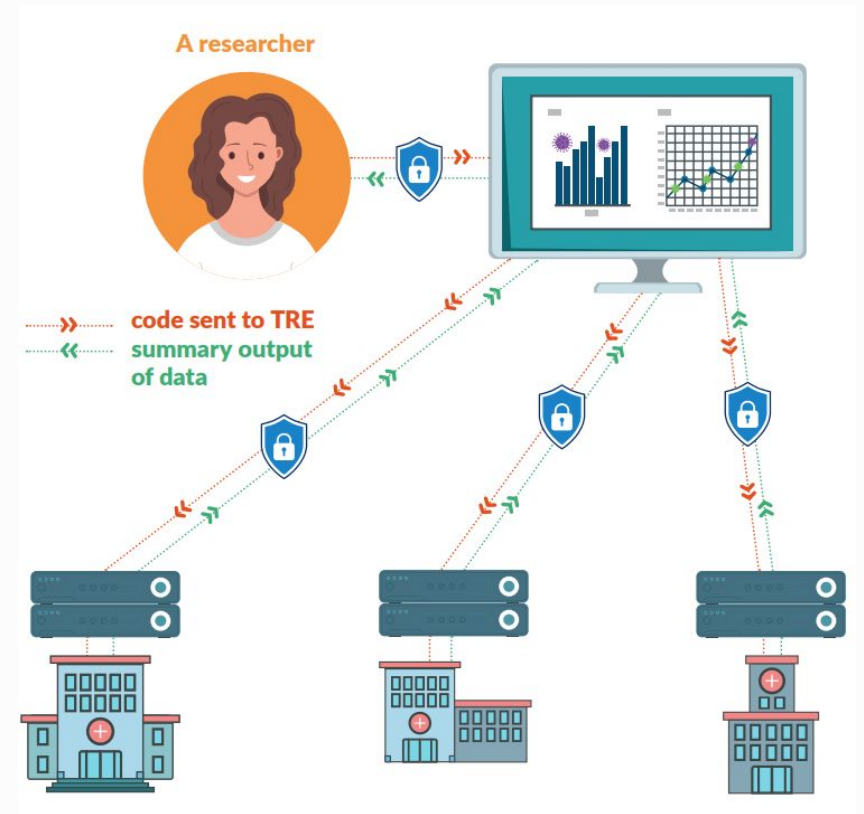 A researcher
code sent to TRE
summary output
of data